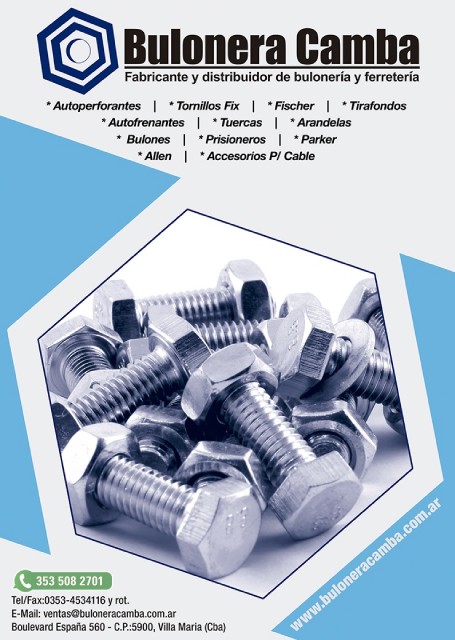 Bulonera Camba
Fabricante y distribuidor de bulonería y ferretería
* Autoperforantes | * Tornillos Fix | * Fischer | * Tirafondos
* Autofrenantes | * Tuercas | * Arandelas
* Bulones | * Prisioneros | * Parker
* Allen | * Accesorios P/ Cable
www.buloneracamba.com.ar
353 508 2701
Tel/Fax:0353-4534116 y rot.
E-Mail: ventas@buloneracamba.com.ar
Boulevard España 560 - C.P.:5900, Villa Maria (Cba)